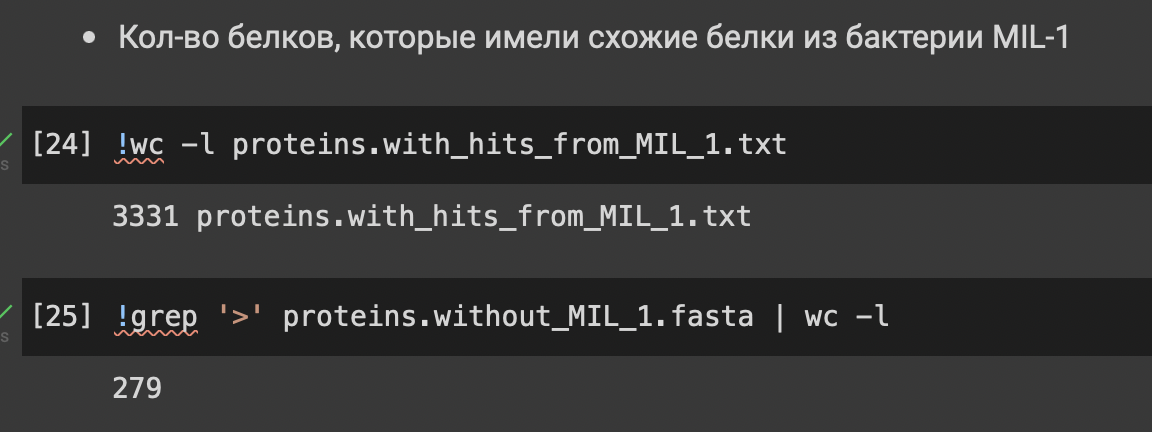 • Кол-во белков, которые имели схожие белки из бактерии MIL-1
[24] !wc -l proteins.with_hits_from_MIL_1.txt
s
3331 proteins.with_hits_from_MIL_1.txt
[25] !grep '>' proteins.without_MIL_1.fasta | wc -l
s
279